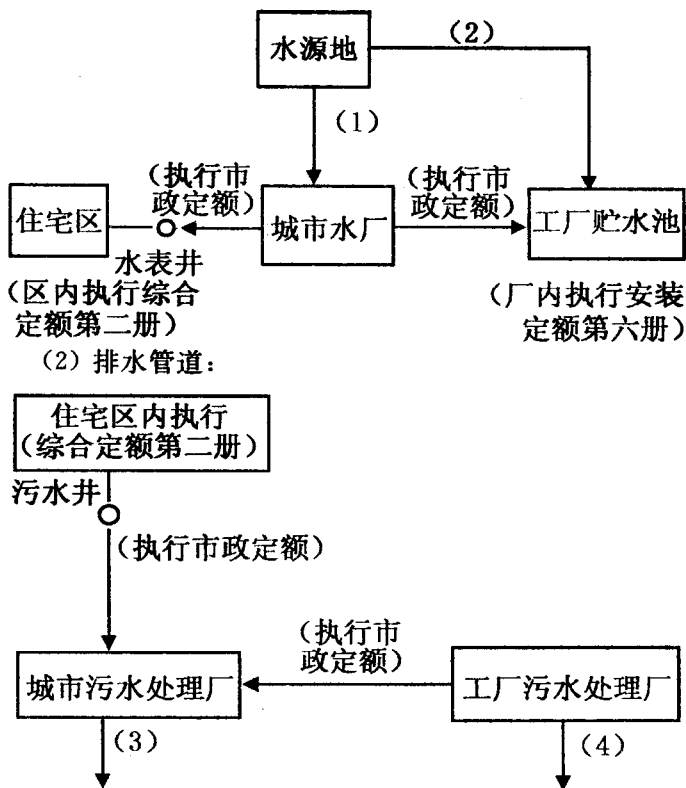 水源地
(2)
(1)
(执行市
政定额)
(执行市
政定额)
住宅区
城市水厂
工厂贮水池
水表井
(区内执行综合
定额第二册)
(厂内执行安装
定额第六册)
(2) 排水管道:
住宅区内执行
(综合定额第二册)
污水井
(执行市政定额)
(执行市
政定额)
城市污水处理厂
工厂污水处理厂
(3)
(4)